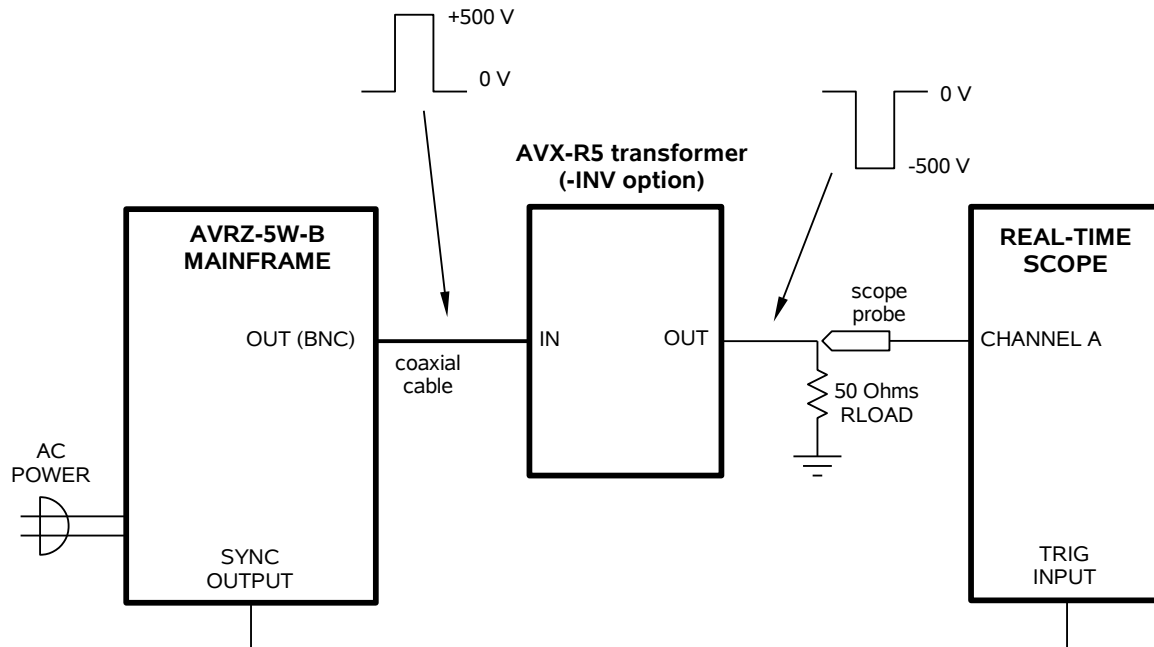 +500 V
0 V
0 V
-500 V
AVX-R5 transformer
(-INV option)
AVRZ-5W-B
MAINFRAME
REAL-TIME
SCOPE
scope
probe
OUT (BNC)
IN
OUT
CHANNEL A
coaxial
cable
50 Ohms
RLOAD
AC
POWER
SYNC
OUTPUT
TRIG
INPUT